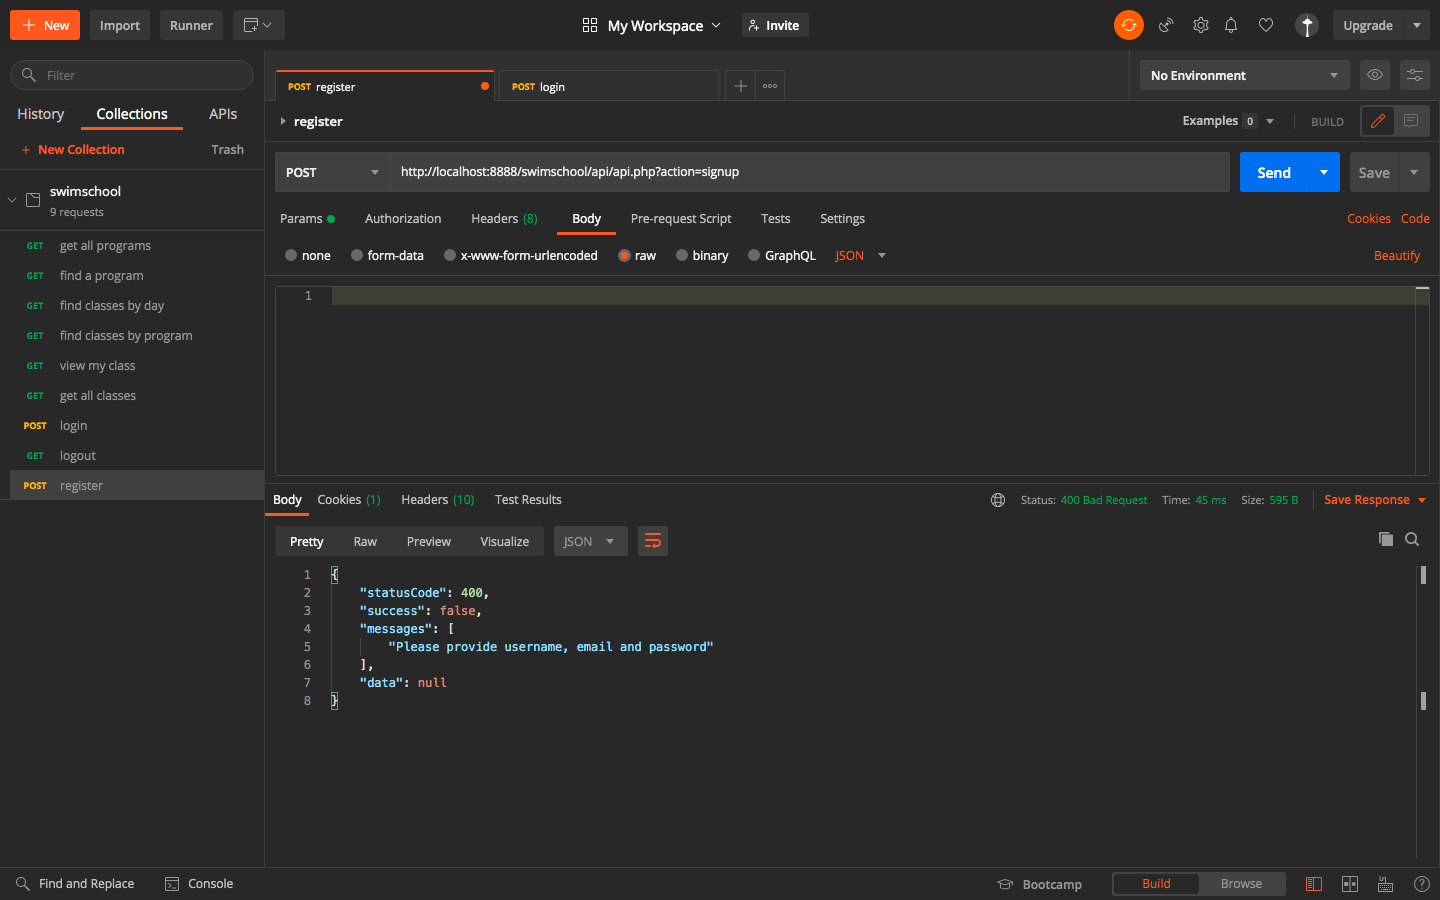 New
Import
Runner
My Workspace
Invite
Upgrade
Filter
History
Collections
APIs
New Collection
Trash
swimschool
9 requests
GET get all programs
GET find a program
GET find classes by day
GET find classes by program
GET view my class
GET get all classes
POST login
GET logout
POST register
POST register
POST login
No Environment
register
Examples 0
BUILD
POST
http://localhost:8888/swimschool/api/api.php?action=signup
Send
Save
Params
Authorization
Headers (8)
Body
Pre-request Script
Tests
Settings
Cookies
Code
none
form-data
x-www-form-urlencoded
raw
binary
GraphQL
JSON
Beautify
1
Body
Cookies (1)
Headers (10)
Test Results
Status: 400 Bad Request
Time: 45 ms
Size: 595 B
Save Response
Pretty
Raw
Preview
Visualize
JSON
1 {
2 "statusCode": 400,
3 "success": false,
4 "messages": [
5 "Please provide username, email and password"
6 ],
7 "data": null
8 }
Find and Replace
Console
Bootcamp
Build
Browse